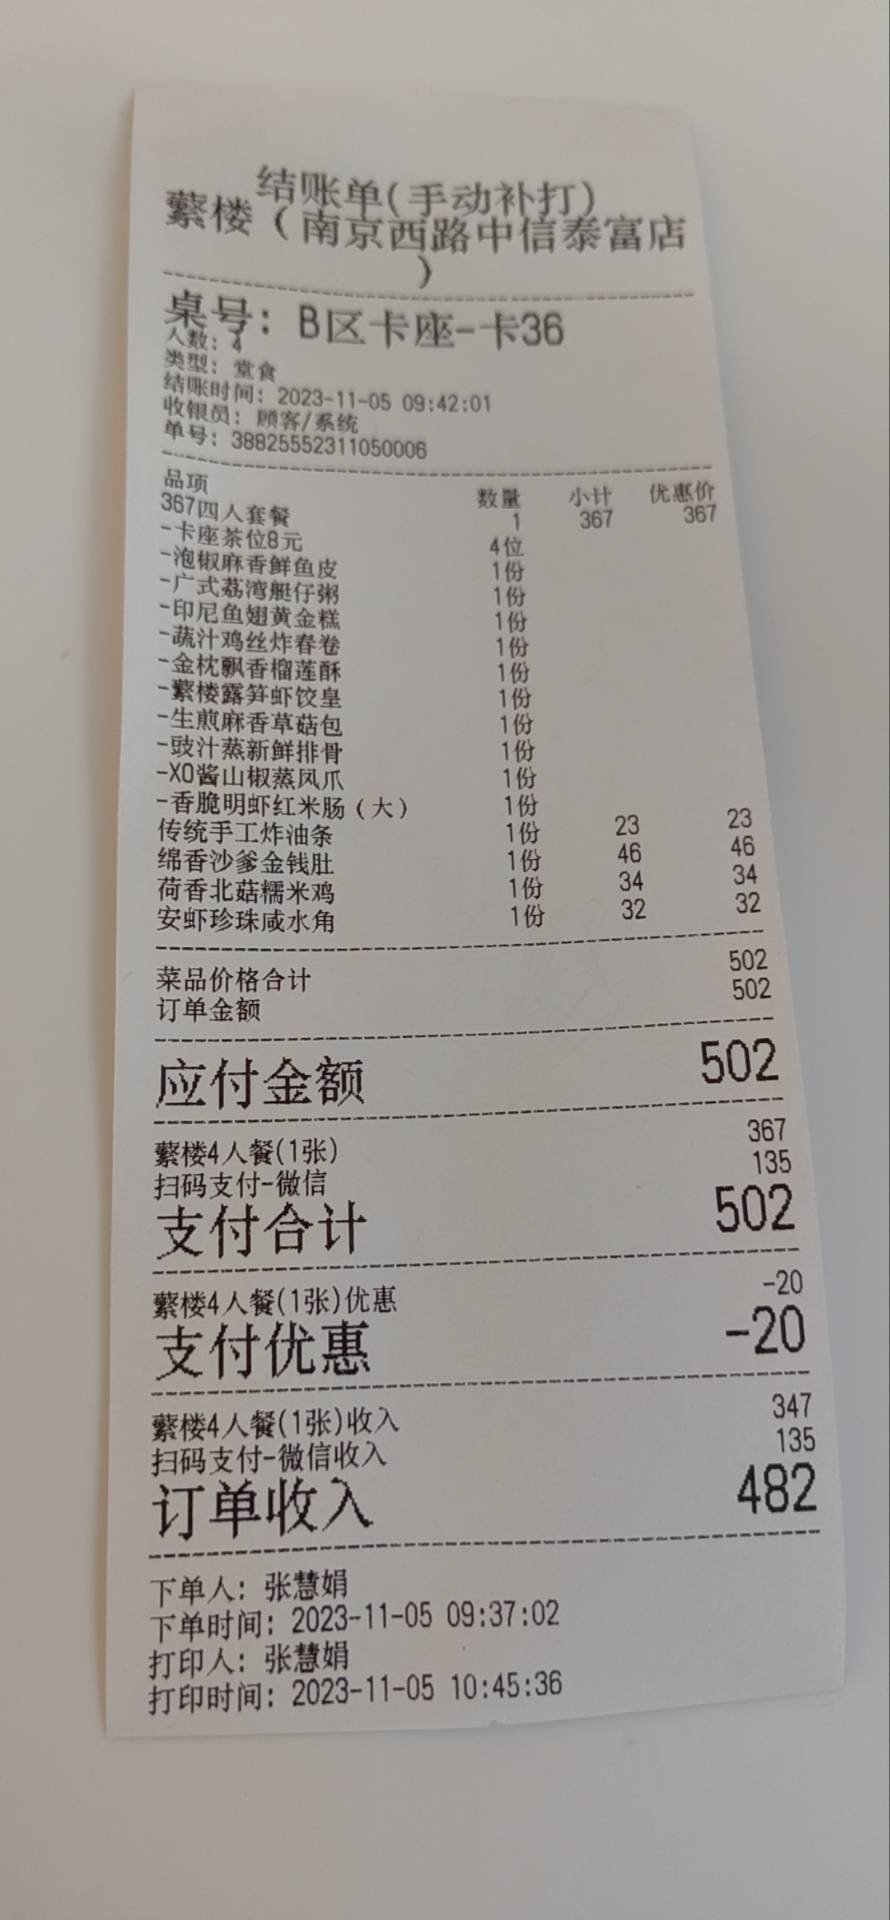 结账单(手动补打)
蘩楼（南京西路中信泰富店
）
桌号: B区卡座-卡36
人数: 4
类型: 堂食
结账时间: 2023-11-05 09:42:01
收银员: 顾客/系统
单号: 38825552311050006
品项 数量 小计 优惠价
367四人套餐 1 367 367
-卡座茶位8元 4位
-泡椒麻香鲜鱼皮 1份
-广式荔湾艇仔粥 1份
-印尼鱼翅黄金糕 1份
-蔬汁鸡丝炸春卷 1份
-金枕飘香榴莲酥 1份
-蘩楼露笋虾饺皇 1份
-生煎麻香草菇包 1份
-豉汁蒸新鲜排骨 1份
-XO酱山椒蒸凤爪 1份
-香脆明虾红米肠（大） 1份
传统手工炸油条 1份 23 23
绵香沙爹金钱肚 1份 46 46
荷香北菇糯米鸡 1份 34 34
安虾珍珠咸水角 1份 32 32
菜品价格合计 502
订单金额 502
应付金额 502
蘩楼4人餐(1张) 367
扫码支付-微信 135
支付合计 502
蘩楼4人餐(1张)优惠 -20
支付优惠 -20
蘩楼4人餐(1张)收入 347
扫码支付-微信收入 135
订单收入 482
下单人: 张慧娟
下单时间: 2023-11-05 09:37:02
打印人: 张慧娟
打印时间: 2023-11-05 10:45:36